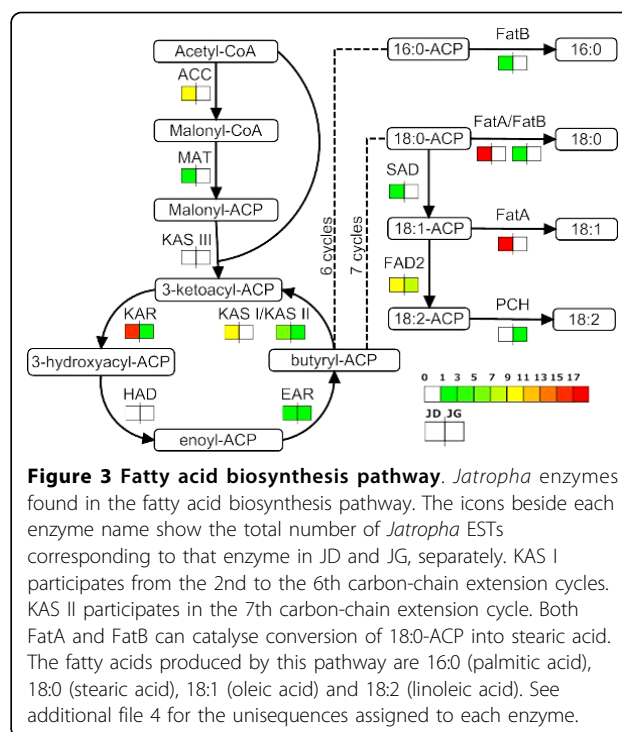 Acetyl-CoA
ACC
Malonyl-CoA
MAT
Malonyl-ACP
KAS III
3-ketoacyl-ACP
KAR
KAS I/KAS II
3-hydroxyacyl-ACP
butyryl-ACP
HAD
EAR
enoyl-ACP
6 cycles
7 cycles
16:0-ACP
FatB
16:0
18:0-ACP
FatA/FatB
18:0
SAD
18:1-ACP
FatA
18:1
FAD2
18:2-ACP
PCH
18:2
0 1 3 5 7 9 11 13 15 17
JD JG
Figure 3 Fatty acid biosynthesis pathway. Jatropha enzymes
found in the fatty acid biosynthesis pathway. The icons beside each
enzyme name show the total number of Jatropha ESTs
corresponding to that enzyme in JD and JG, separately. KAS I
participates from the 2nd to the 6th carbon-chain extension cycles.
KAS II participates in the 7th carbon-chain extension cycle. Both
FatA and FatB can catalyse conversion of 18:0-ACP into stearic acid.
The fatty acids produced by this pathway are 16:0 (palmitic acid),
18:0 (stearic acid), 18:1 (oleic acid) and 18:2 (linoleic acid). See
additional file 4 for the unisequences assigned to each enzyme.